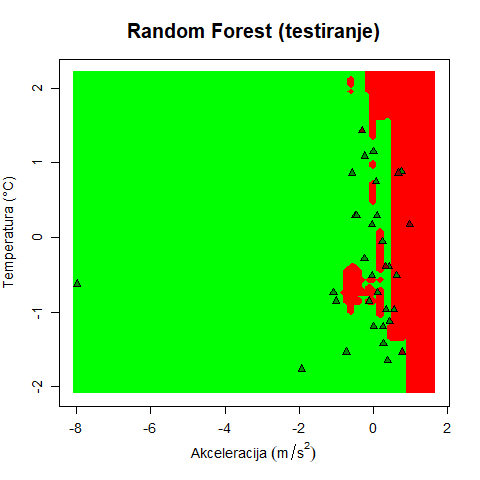 Random Forest (testiranje)
Temperatura (°C)
2
1
0
-1
-2
-8 -6 -4 -2 0 2
Akceleracija (m/s²)